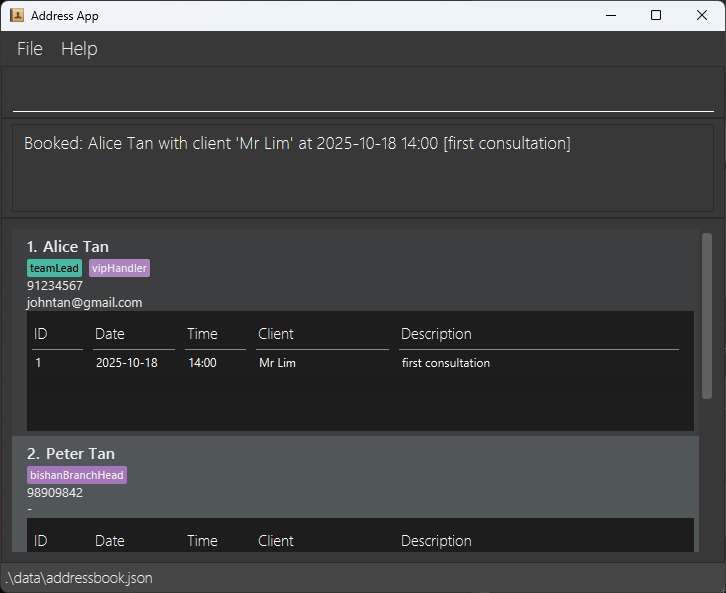 Address App
File Help
Booked: Alice Tan with client 'Mr Lim' at 2025-10-18 14:00 [first consultation]
1. Alice Tan
teamLead vipHandler
91234567
johntan@gmail.com
ID Date Time Client Description
1 2025-10-18 14:00 Mr Lim first consultation
2. Peter Tan
bishanBranchHead
98909842
-
ID Date Time Client Description
.\data\addressbook.json